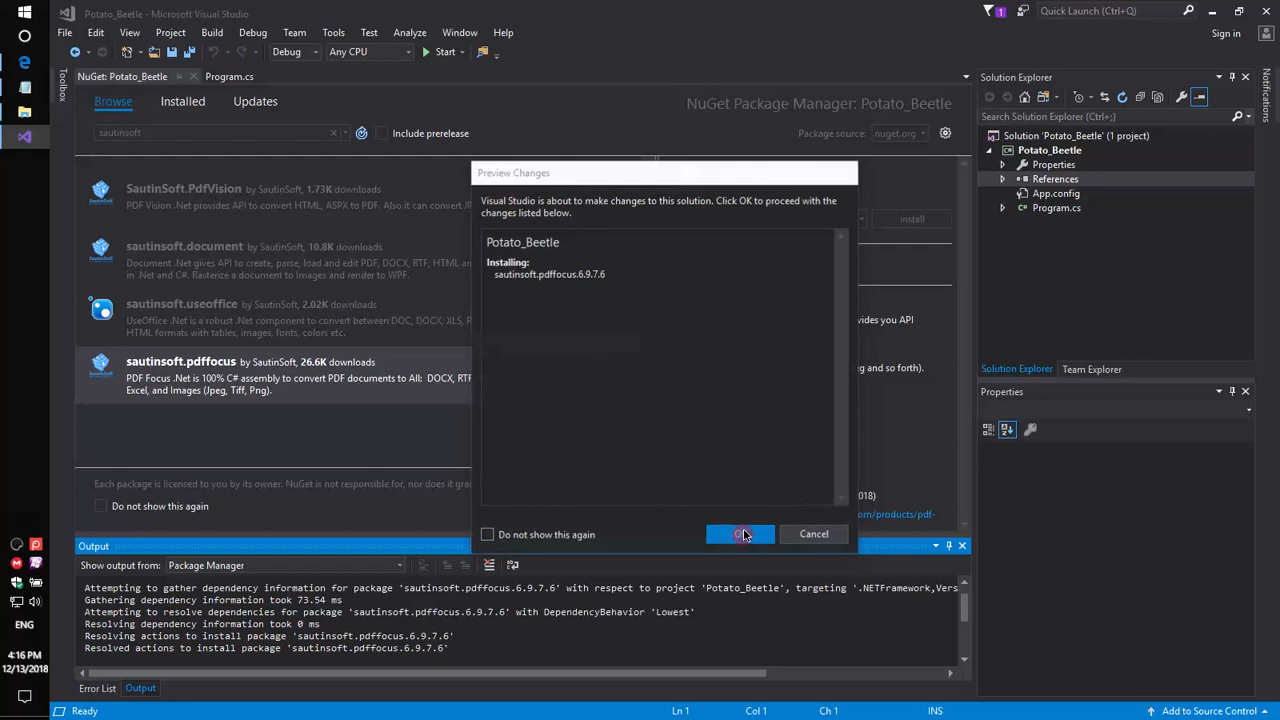 Potato_Beetle - Microsoft Visual Studio
1
Quick Launch (Ctrl+Q)
File Edit View Project Build Debug Team Tools Test Analyze Window Help
Sign in
Debug
Any CPU
Start
Toolbox
NuGet: Potato_Beetle
Program.cs
Browse
Installed
Updates
NuGet Package Manager: Potato_Beetle
sautinsoft
Include prerelease
Package source: nuget.org
SautinSoft.PdfVision by SautinSoft, 1.73K downloads
PDF Vision .Net provides API to convert HTML, ASPX to PDF. Also it can convert J
sautinsoft.document by SautinSoft, 10.8K downloads
Document .Net gives API to create, parse, load and edit PDF, DOCX, RTF, HTML
in .Net and C#. Rasterize a document to Images and render to WPF.
sautinsoft.useoffice by SautinSoft, 2.02K downloads
UseOffice .Net is a robust .Net component to convert between DOC, DOCX, XLS, R
HTML formats with tables, images, fonts, colors etc.
sautinsoft.pdffocus by SautinSoft, 26.6K downloads
PDF Focus .Net is 100% C# assembly to convert PDF documents to All: DOCX, RTF
Excel, and Images (Jpeg, Tiff, Png).
Each package is licensed to you by its owner. NuGet is not responsible for, nor does it gra
Do not show this again
Install
vides you API
eg and so forth).
2018)
com/products/pdf-
Preview Changes
Visual Studio is about to make changes to this solution. Click OK to proceed with the
changes listed below.
Potato_Beetle
Installing:
sautinsoft.pdffocus.6.9.7.6
Do not show this again
Cancel
Output
Show output from: Package Manager
Attempting to gather dependency information for package 'sautinsoft.pdffocus.6.9.7.6' with respect to project 'Potato_Beetle', targeting '.NETFramework,Vers
Gathering dependency information took 73.54 ms
Attempting to resolve dependencies for package 'sautinsoft.pdffocus.6.9.7.6' with DependencyBehavior 'Lowest'
Resolving dependency information took 0 ms
Resolving actions to install package 'sautinsoft.pdffocus.6.9.7.6'
Resolved actions to install package 'sautinsoft.pdffocus.6.9.7.6'
Error List
Output
Solution Explorer
Search Solution Explorer (Ctrl+;)
Solution 'Potato_Beetle' (1 project)
Potato_Beetle
Properties
References
App.config
Program.cs
Solution Explorer
Team Explorer
Properties
Notifications
ENG
4:16 PM
12/13/2018
Ready
Ln 1
Col 1
Ch 1
INS
Add to Source Control